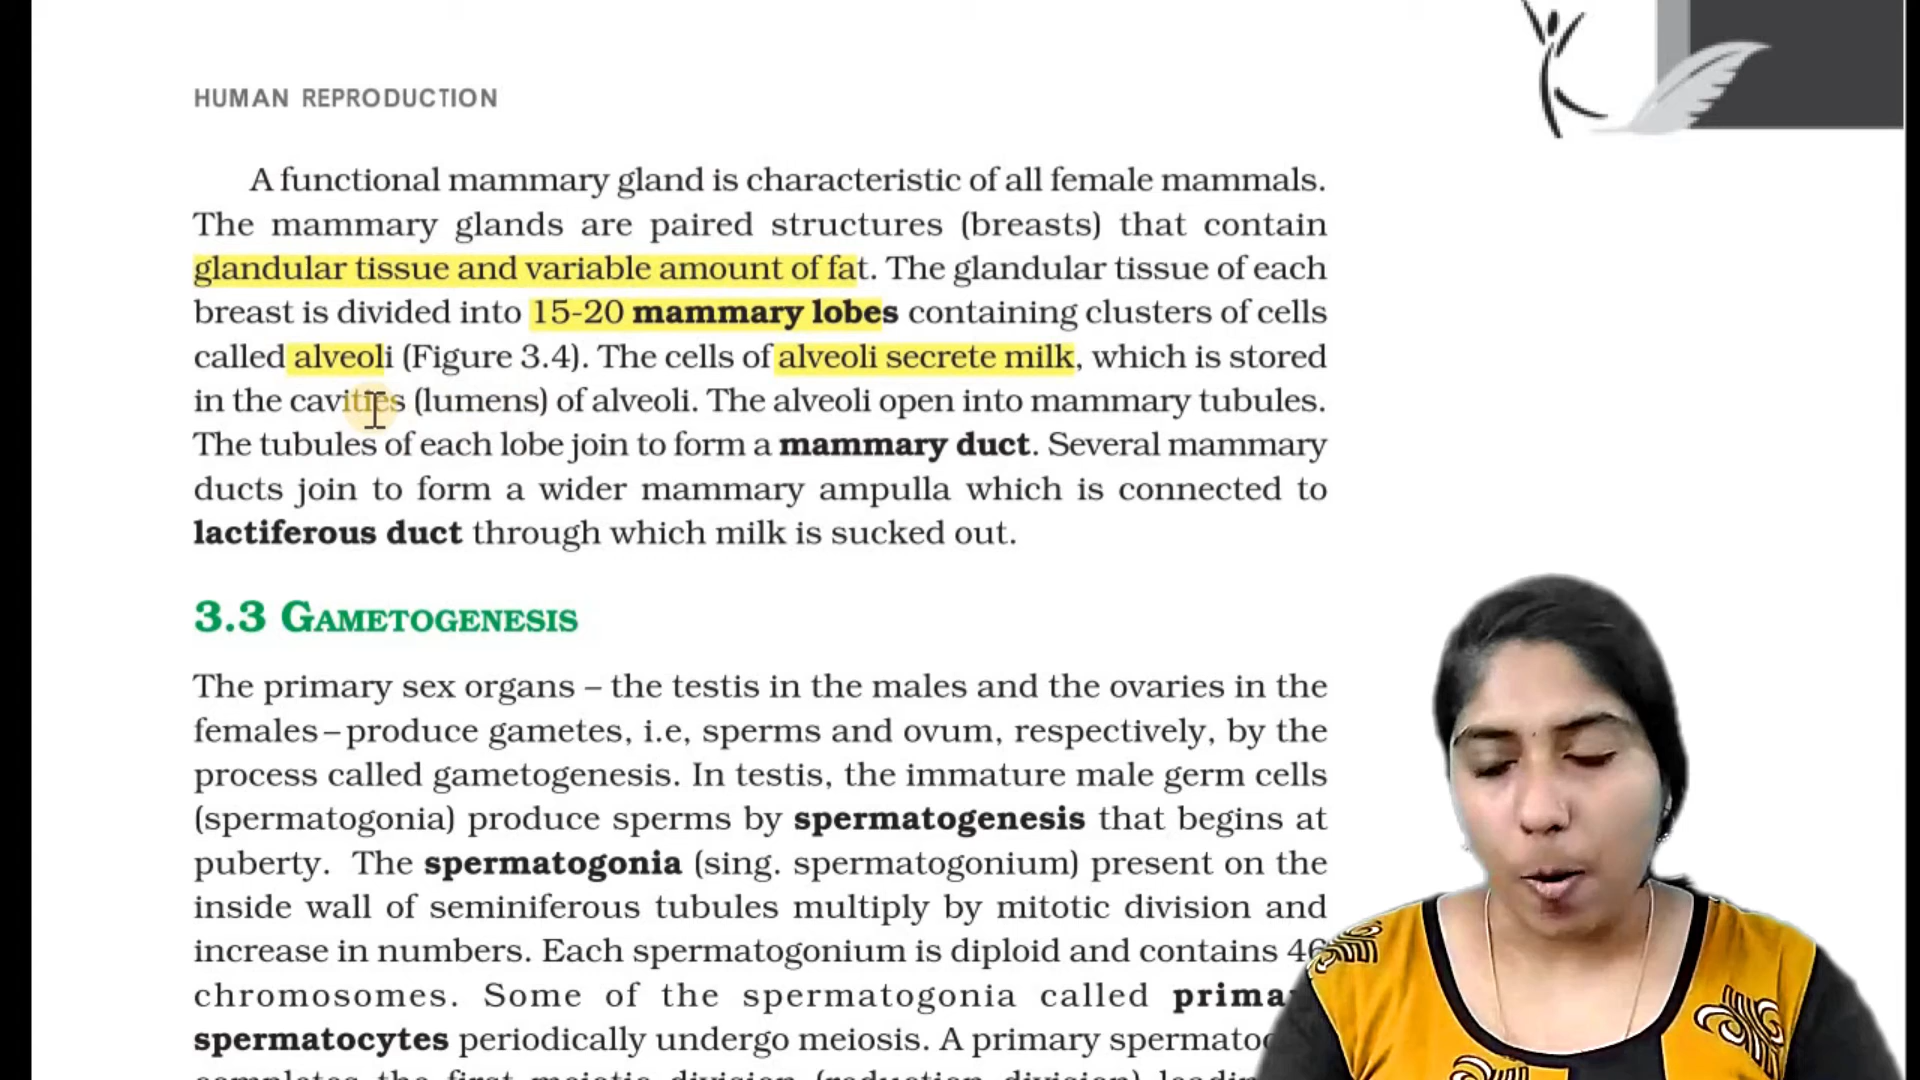 HUMAN REPRODUCTION
A functional mammary gland is characteristic of all female mammals.
The mammary glands are paired structures (breasts) that contain
glandular tissue and variable amount of fat. The glandular tissue of each
breast is divided into 15-20 mammary lobes containing clusters of cells
called alveoli (Figure 3.4). The cells of alveoli secrete milk, which is stored
in the cavities (lumens) of alveoli. The alveoli open into mammary tubules.
The tubules of each lobe join to form a mammary duct. Several mammary
ducts join to form a wider mammary ampulla which is connected to
lactiferous duct through which milk is sucked out.
3.3 GAMETOGENESIS
The primary sex organs – the testis in the males and the ovaries in the
females – produce gametes, i.e, sperms and ovum, respectively, by the
process called gametogenesis. In testis, the immature male germ cells
(spermatogonia) produce sperms by spermatogenesis that begins at
puberty. The spermatogonia (sing. spermatogonium) present on the
inside wall of seminiferous tubules multiply by mitotic division and
increase in numbers. Each spermatogonium is diploid and contains 46
chromosomes. Some of the spermatogonia called
spermatocytes periodically undergo meiosis. A primary
completes the first meiotic division (reduction division)